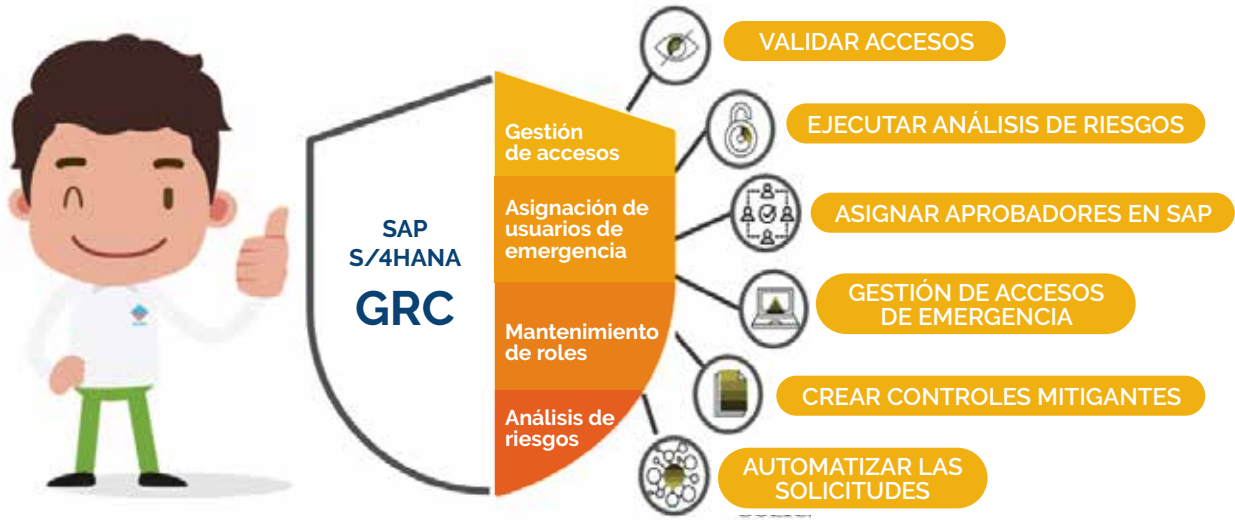 SAP
S/4HANA
GRC
Gestión
de accesos
Asignación de
usuarios de
emergencia
Mantenimiento
de roles
Análisis de
riesgos
VALIDAR ACCESOS
EJECUTAR ANÁLISIS DE RIESGOS
ASIGNAR APROBADORES EN SAP
GESTIÓN DE ACCESOS
DE EMERGENCIA
CREAR CONTROLES MITIGANTES
AUTOMATIZAR LAS
SOLICITUDES